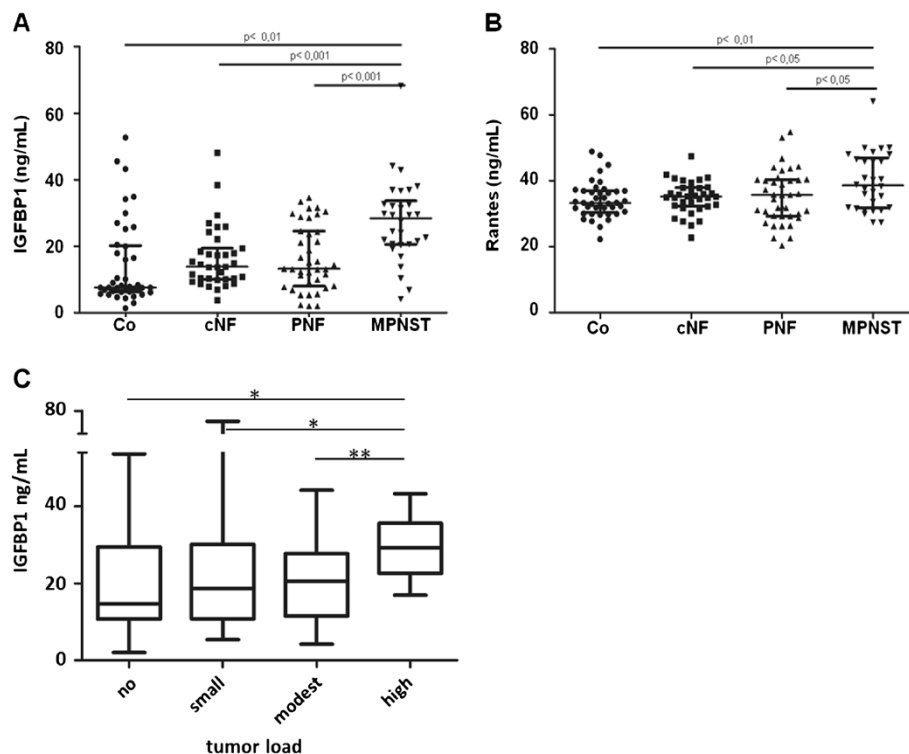 A
80
60
40
20
0
IGFBP1 (ng/mL)
p< 0,01
p< 0,001
p< 0,001
Co cNF PNF MPNST
B
80
60
40
20
0
Rantes (ng/mL)
p< 0,01
p< 0,05
p< 0,05
Co cNF PNF MPNST
C
80
40
20
0
IGFBP1 ng/mL
*
*
**
no small modest high
tumor load